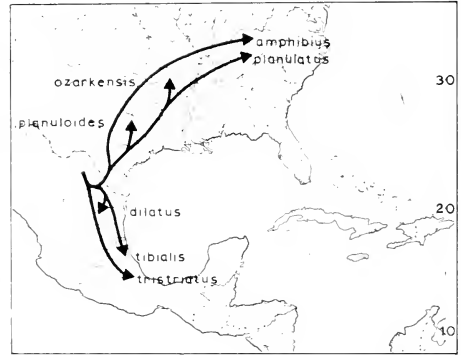 amphibius
planulatus
ozarkensis
30
planuloides
20
dilatus
tibialis
tristriatus
10